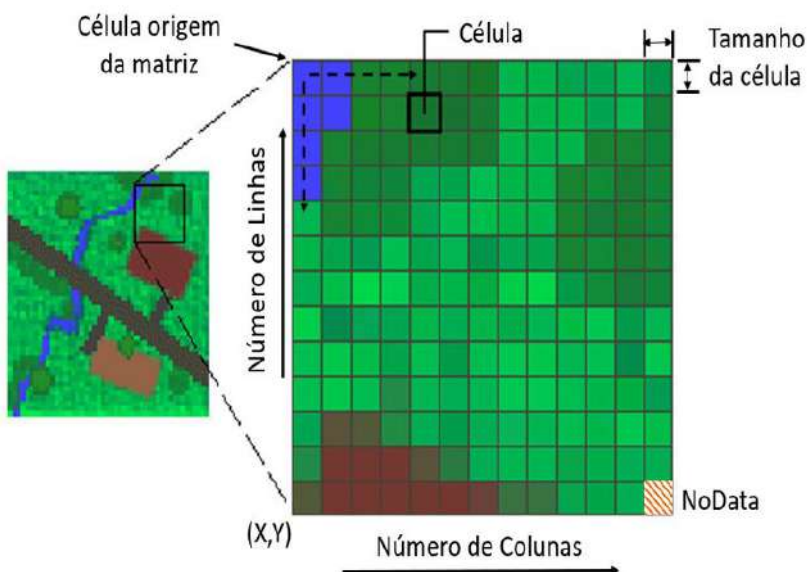 Célula origem
da matriz
Célula
Tamanho
da célula
Número de Linhas
NoData
(X,Y)
Número de Colunas